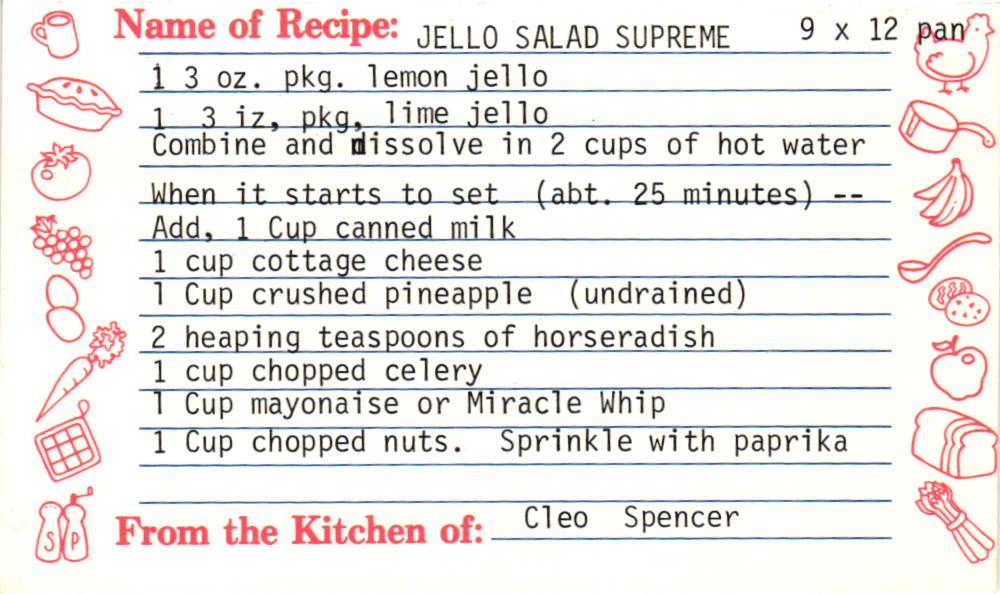 Name of Recipe: JELLO SALAD SUPREME 9 x 12 pan
1 3 oz. pkg. lemon jello
1 3 iz, pkg, lime jello
Combine and dissolve in 2 cups of hot water
When it starts to set (abt. 25 minutes) --
Add, 1 Cup canned milk
1 cup cottage cheese
1 Cup crushed pineapple (undrained)
2 heaping teaspoons of horseradish
1 cup chopped celery
1 Cup mayonaise or Miracle Whip
1 Cup chopped nuts. Sprinkle with paprika
From the Kitchen of: Cleo Spencer
S P